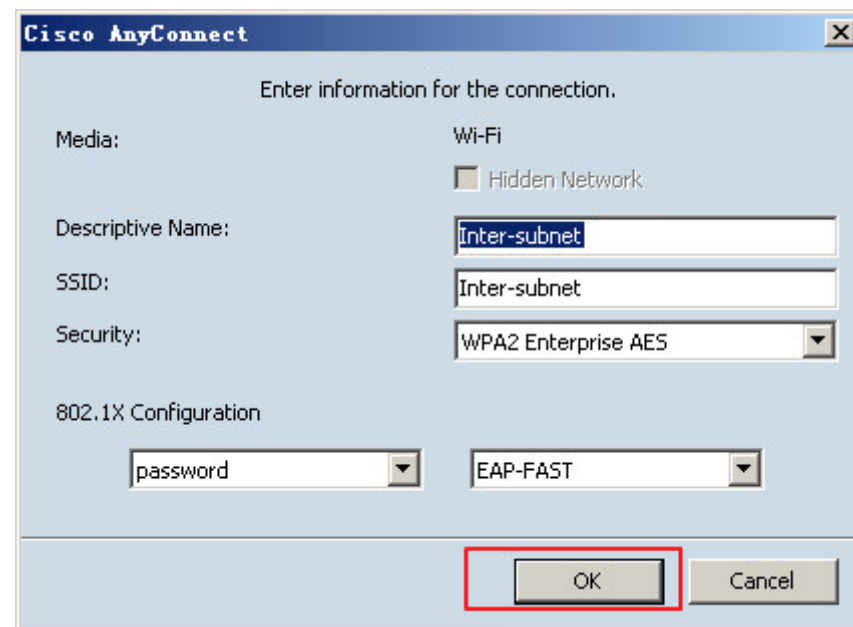 Cisco AnyConnect
Enter information for the connection.
Media: Wi-Fi
Hidden Network
Descriptive Name: Inter-subnet
SSID: Inter-subnet
Security: WPA2 Enterprise AES
802.1X Configuration
password EAP-FAST
OK Cancel